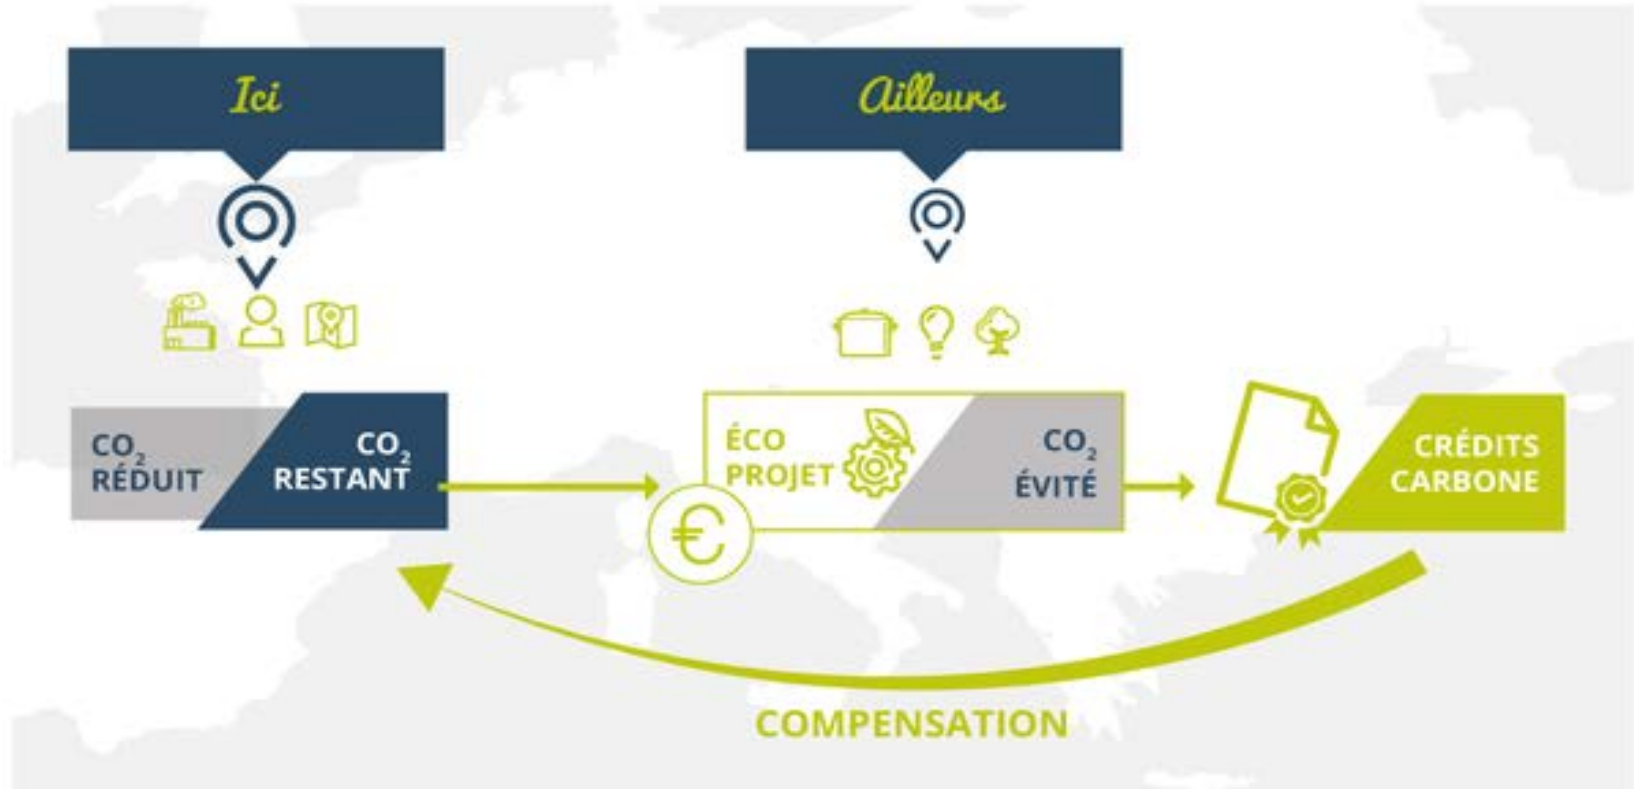 Ici
Ailleurs
CO₂
RÉDUIT
CO₂
RESTANT
€
ÉCO
PROJET
CO₂
ÉVITÉ
CRÉDITS
CARBONE
COMPENSATION